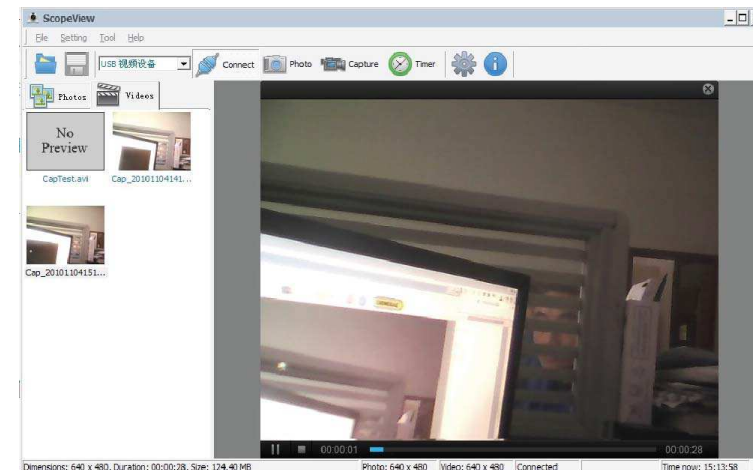 ScopeView
File Setting Tool Help
USB 视频设备 Connect Photo Capture Timer
Photos Videos
No
Preview
CapTest.avi Cap_20101104141...
Cap_20101104151...
00:00:01 00:00:28
Dimensions: 640 x 480, Duration: 00:00:28, Size: 124.40 MB Photo: 640 x 480 Video: 640 x 480 Connected Time now: 15:13:58